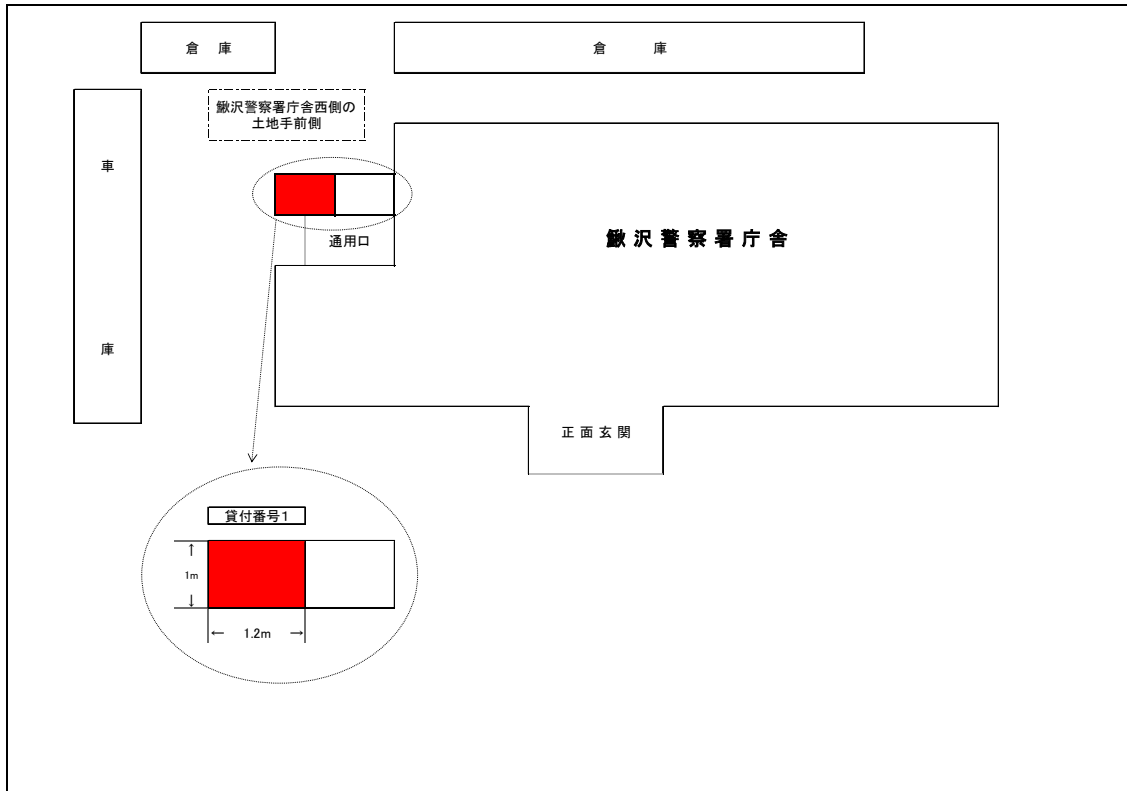 倉　庫
倉　　　庫
鰍沢警察署庁舎西側の
土地手前側
車
庫
通用口
鰍 沢 警 察 署 庁 舎
正 面 玄 関
貸付番号1
↑
1m
↓
← 1.2m →